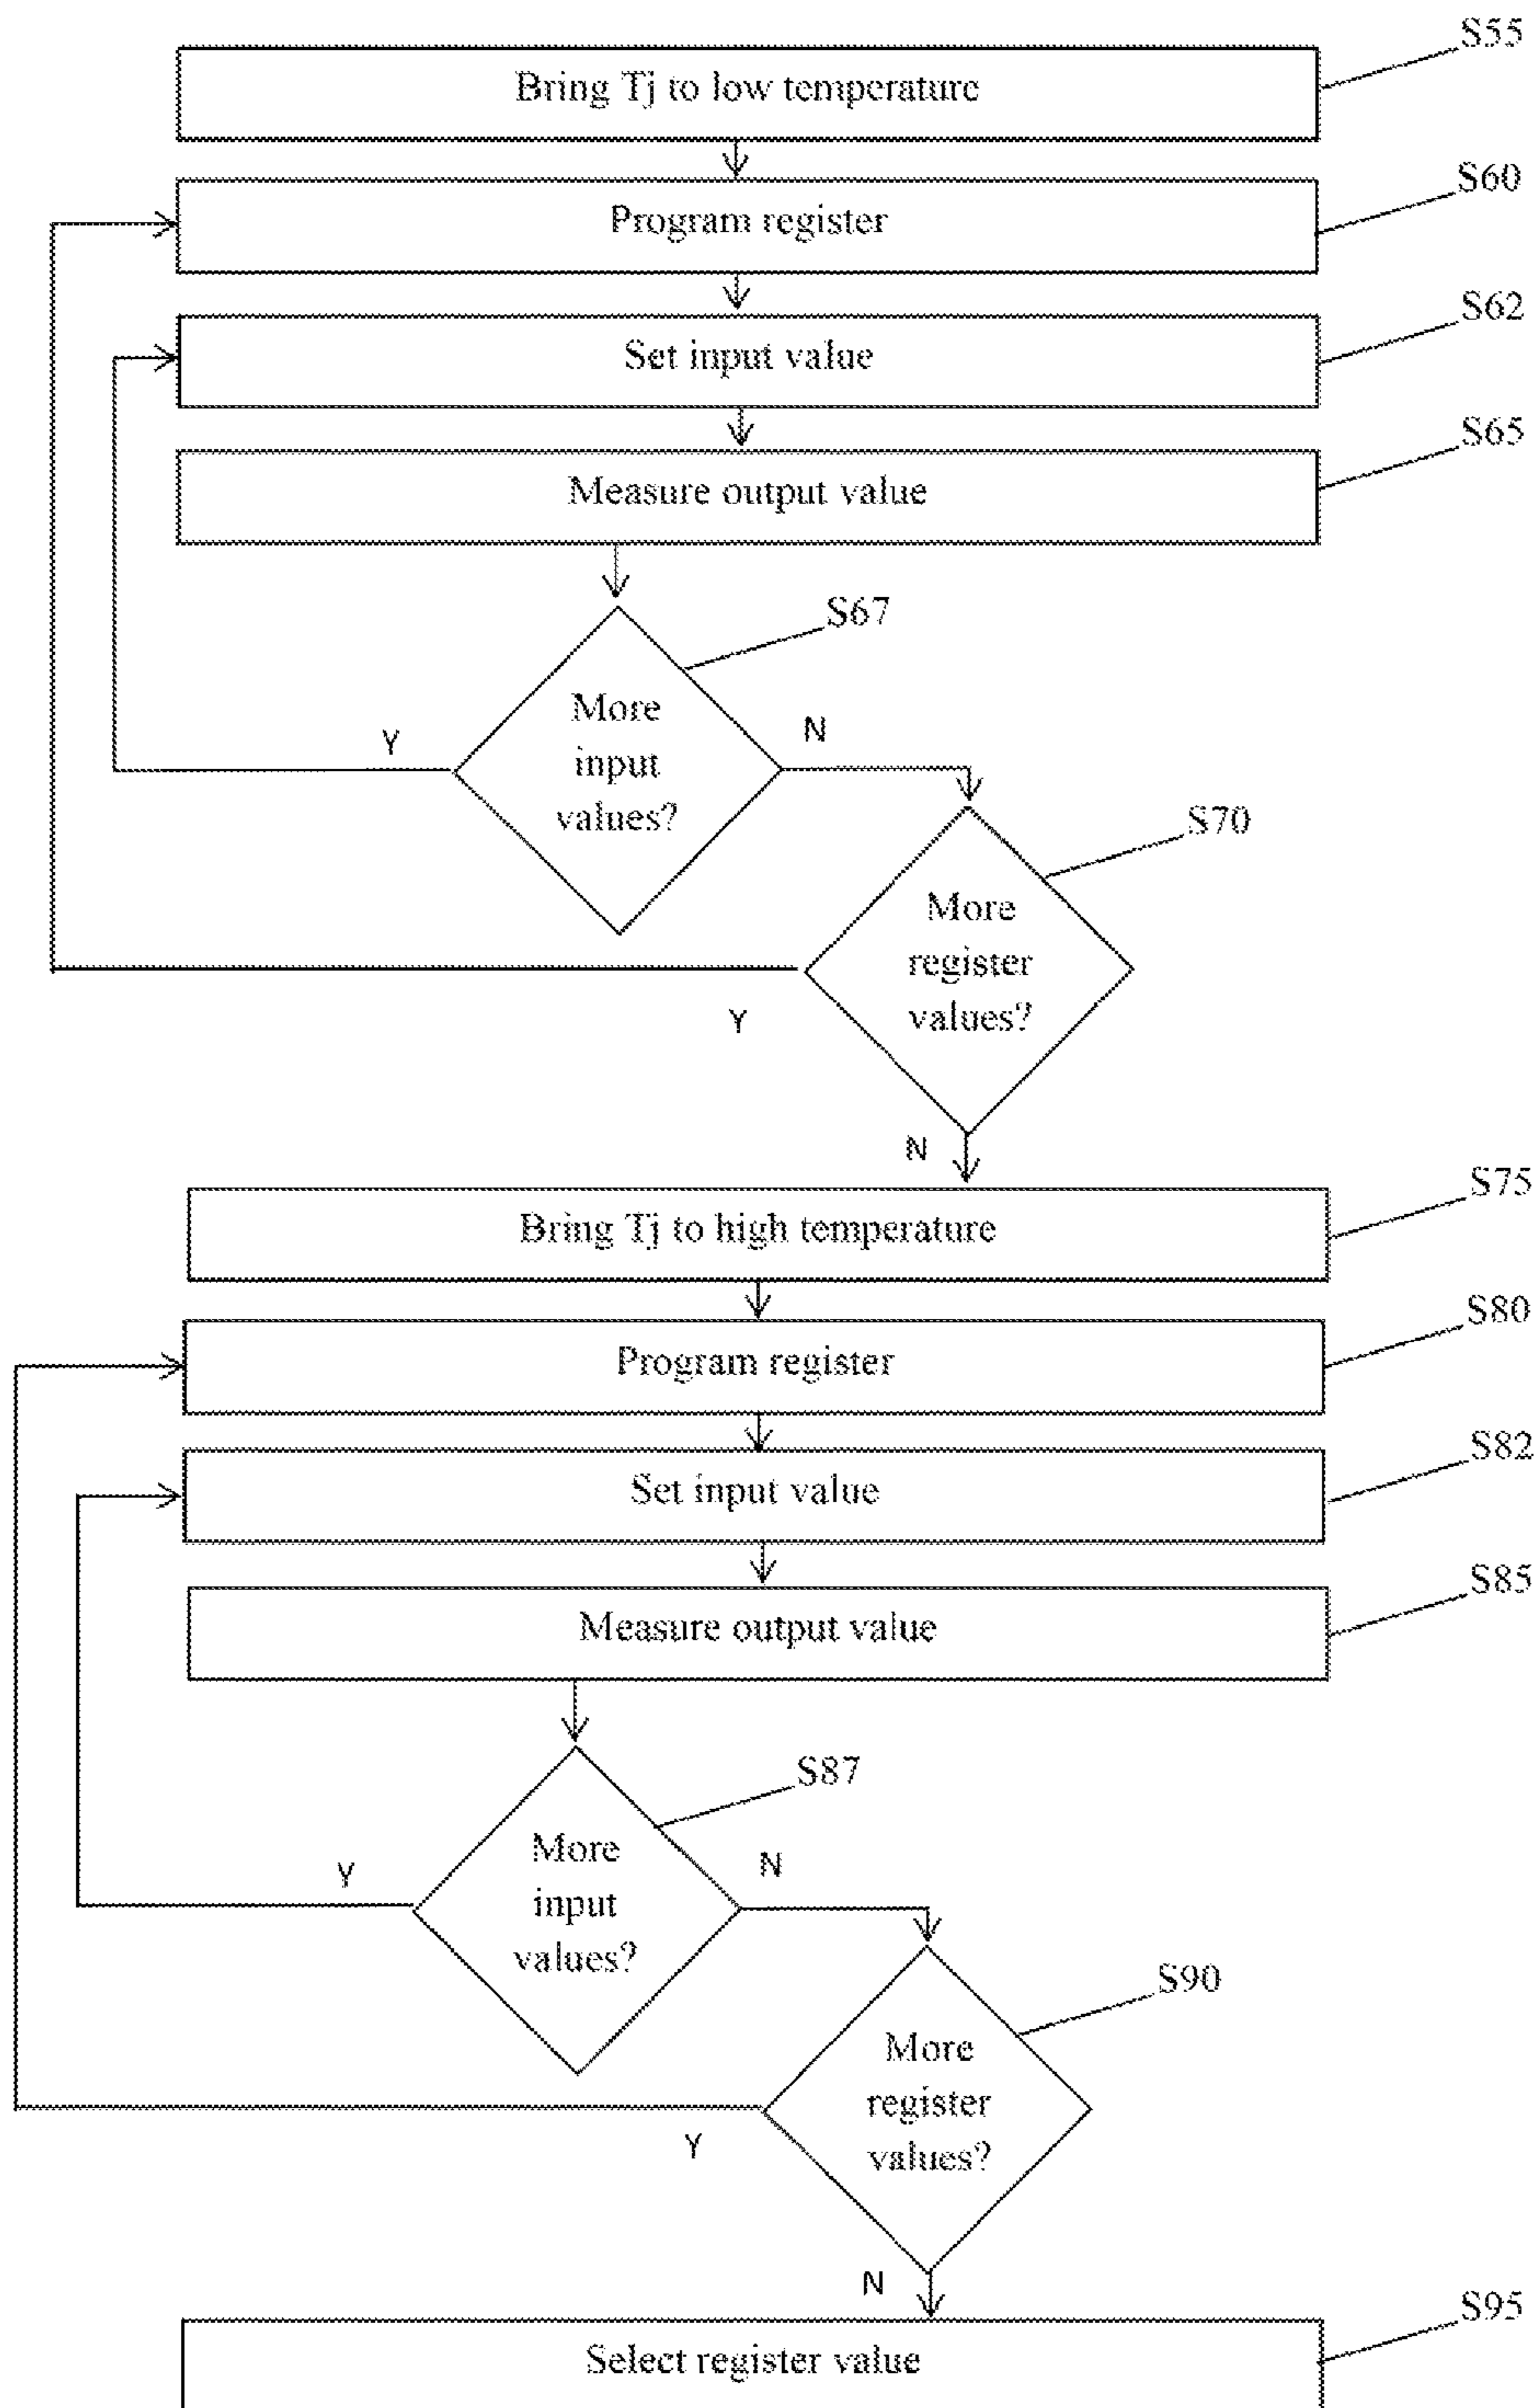 S55
Bring Tj to low temperature
S60
Program register
S62
Set input value
S65
Measure output value
S67
More
input
values?
Y
N
S70
More
register
values?
Y
N
S75
Bring Tj to high temperature
S80
Program register
S82
Set input value
S85
Measure output value
S87
More
input
values?
Y
N
S90
More
register
values?
Y
N
S95
Select register value